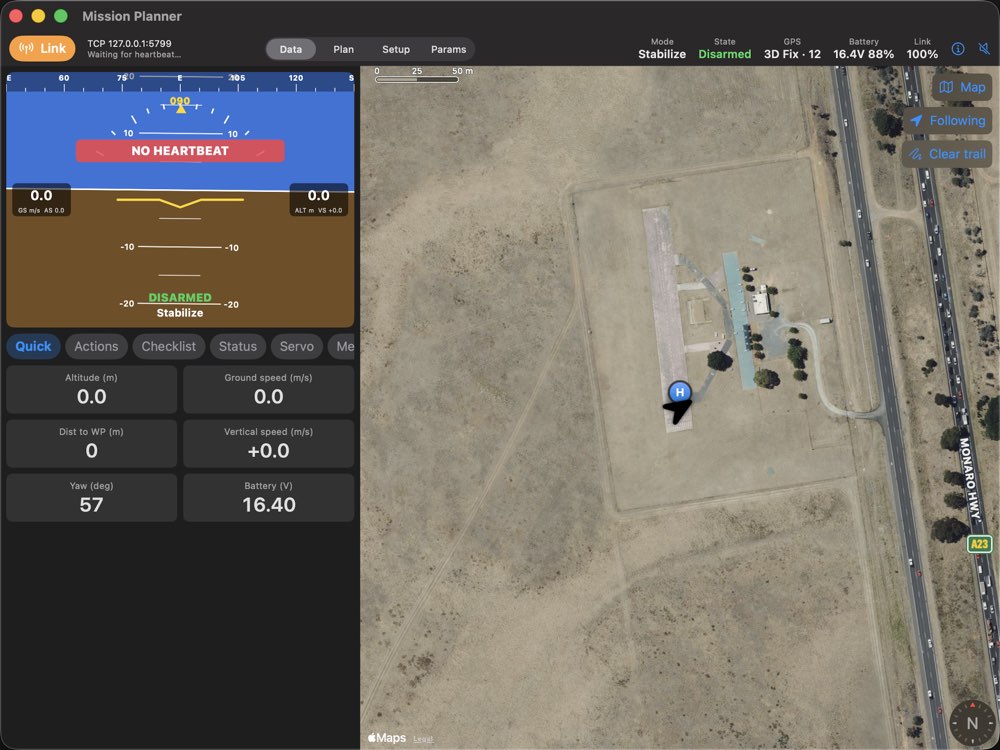 Mission Planner
Link
TCP 127.0.0.1:5799
Waiting for heartbeat...
Data Plan Setup Params
Mode State GPS Battery Link
Stabilize Disarmed 3D Fix · 12 16.4V 88% 100%
E 60 75 E 105 120 S
20 20
090
10 10
NO HEARTBEAT
0.0 0.0
GS m/s AS 0.0 ALT m VS +0.0
-10 -10
-20 DISARMED -20
Stabilize
Quick Actions Checklist Status Servo Me
Altitude (m) Ground speed (m/s)
0.0 0.0
Dist to WP (m) Vertical speed (m/s)
0 +0.0
Yaw (deg) Battery (V)
57 16.40
0 25 50 m
Map
Following
Clear trail
H
MONARO HWY
A23
Maps Legal
N